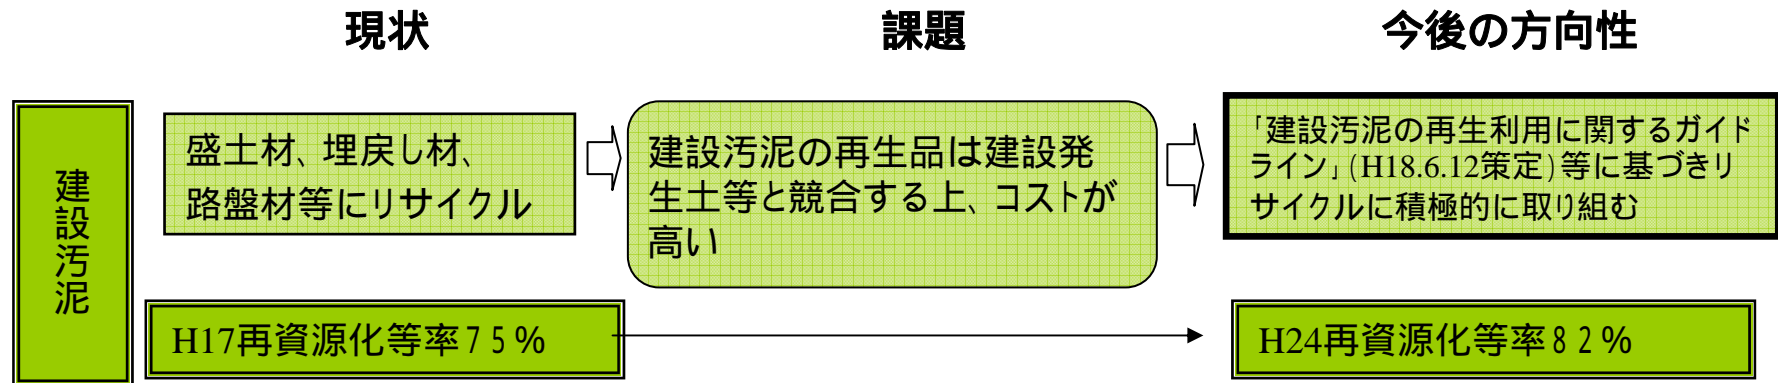 現状
課題
今後の方向性
建設汚泥
盛土材、埋戻し材、
路盤材等にリサイクル
建設汚泥の再生品は建設発
生土等と競合する上、コストが
高い
「建設汚泥の再生利用に関するガイド
ライン」(H18.6.12策定)等に基づきリ
サイクルに積極的に取り組む
H17再資源化等率７５%
H24再資源化等率８２%